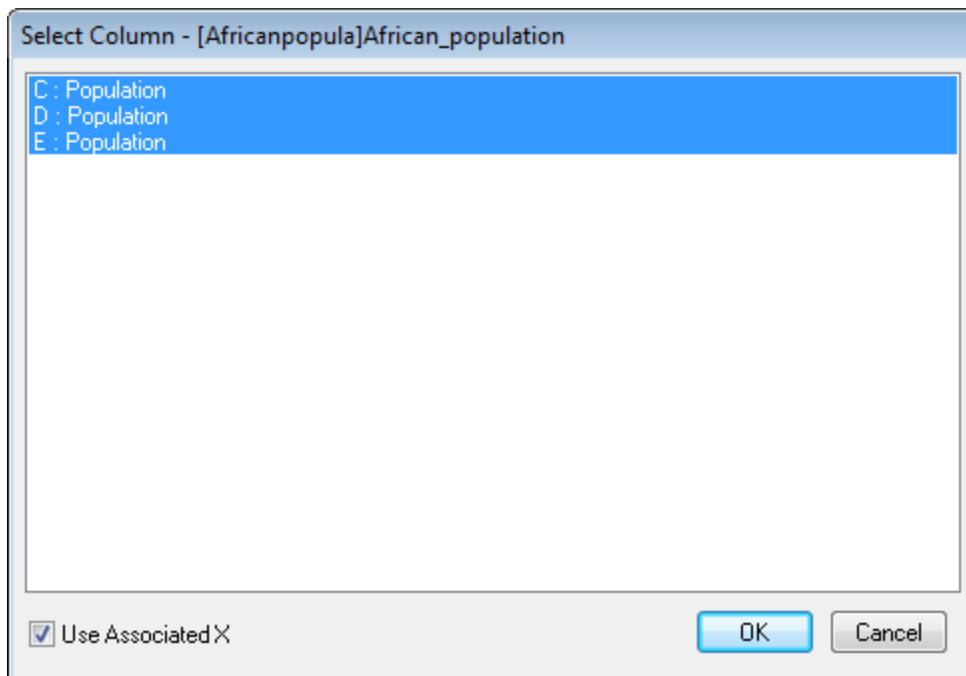 Select Column - [Africanpopula]African_population
C : Population
D : Population
E : Population
Use Associated X
OK
Cancel